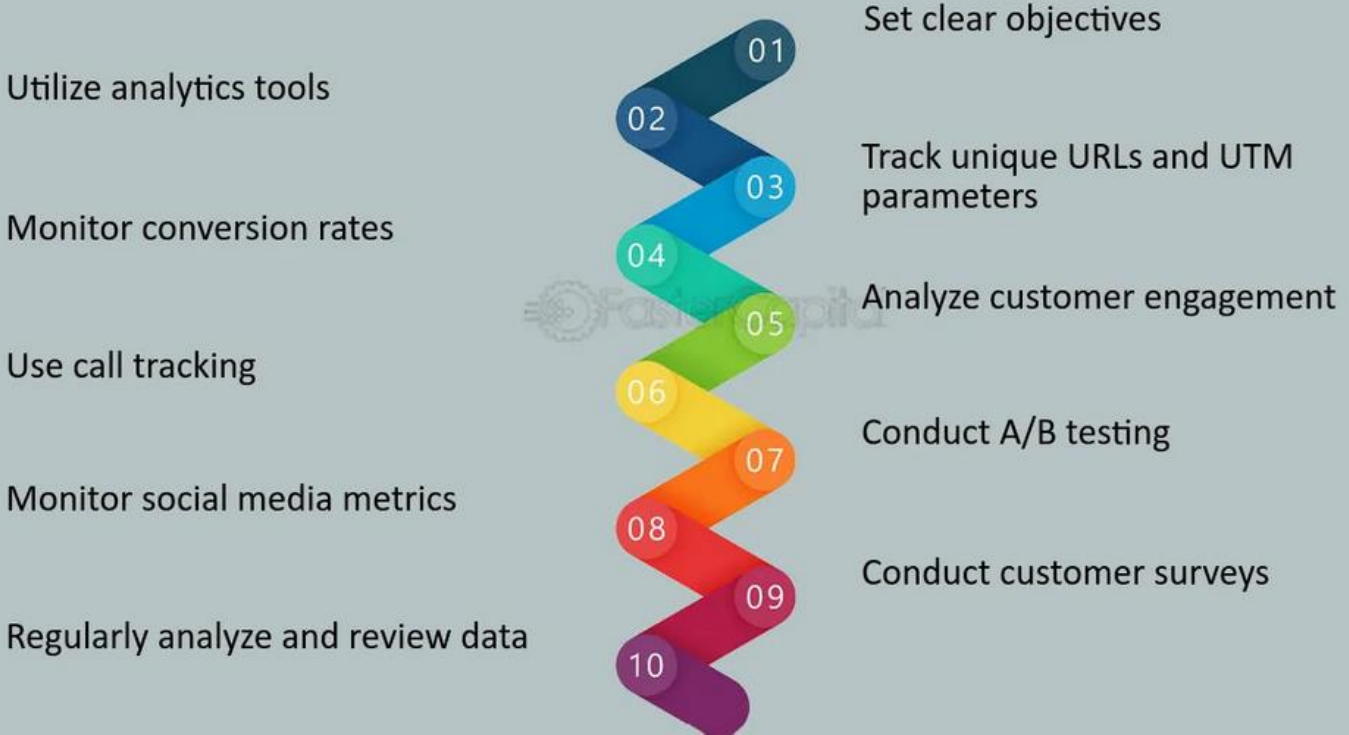 01
Set clear objectives
Utilize analytics tools
02
03
Track unique URLs and UTM
parameters
Monitor conversion rates
04
FasterCapital
05
Analyze customer engagement
Use call tracking
06
07
Conduct A/B testing
Monitor social media metrics
08
09
Conduct customer surveys
Regularly analyze and review data
10